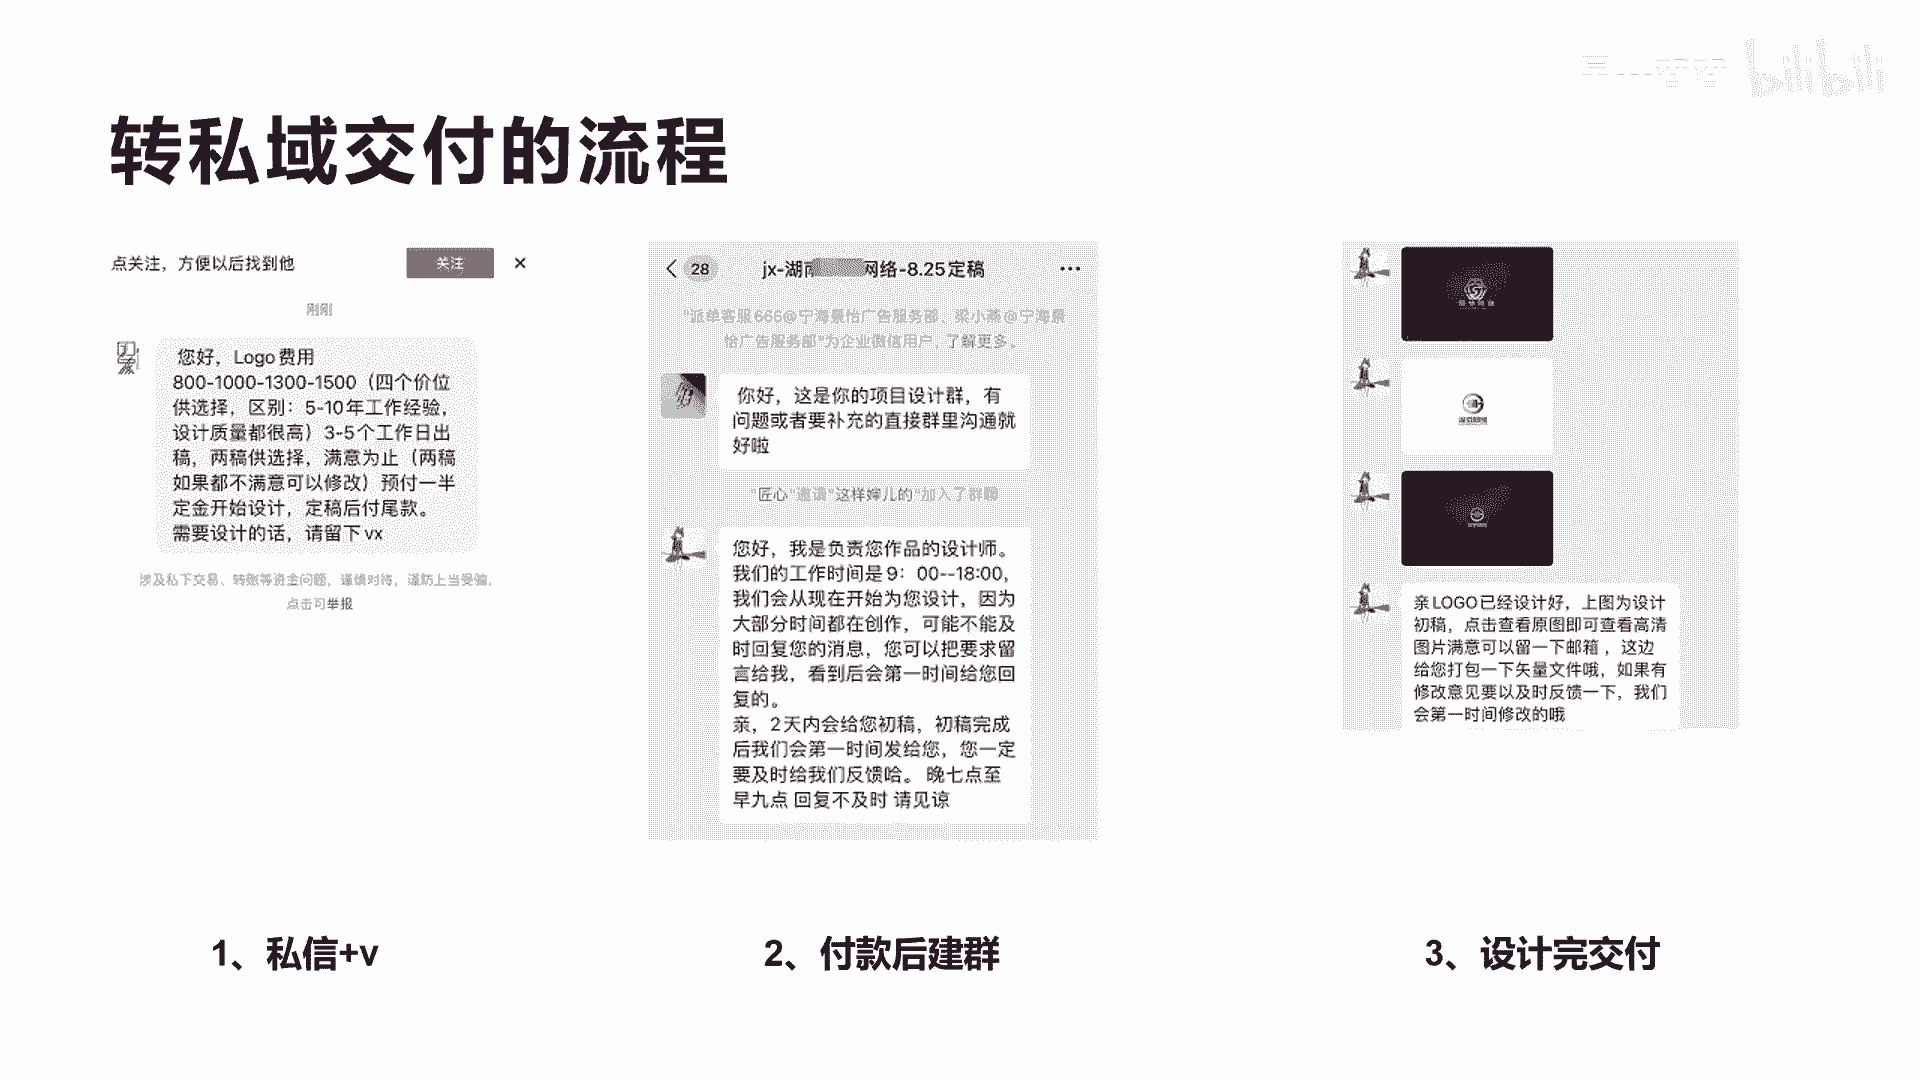 bilibili
转私域交付的流程
点关注，方便以后找到他
关注
×
刚刚
您好，Logo费用
800-1000-1300-1500（四个价位
供选择，区别：5-10年工作经验，
设计质量都很高）3-5个工作日出
稿，两稿供选择，满意为止（两稿
如果都不满意可以修改）预付一半
定金开始设计，定稿后付尾款。
需要设计的话，请留下vx
涉及私下交易、转账等资金问题，谨慎对待，谨防上当受骗，
点击可举报
1、私信+v
28
jx-湖南 网络-8.25定稿
"派单客服666@宁海景怡广告服务部、梁小燕@宁海景
怡广告服务部"为企业微信用户，了解更多。
你好，这是你的项目设计群，有
问题或者要补充的直接群里沟通就
好啦
"匠心"邀请"这样婶儿的"加入了群聊
您好，我是负责您作品的设计师。
我们的工作时间是9：00--18:00，
我们会从现在开始为您设计，因为
大部分时间都在创作，可能不能及
时回复您的消息，您可以把要求留
言给我，看到后会第一时间给您回
复的。
亲，2天内会给您初稿，初稿完成
后我们会第一时间发给您，您一定
要及时给我们反馈哈。晚七点至
早九点 回复不及时 请见谅
2、付款后建群
亲LOGO已经设计好，上图为设计
初稿，点击查看原图即可查看高清
图片满意可以留一下邮箱，这边
给您打包一下矢量文件哦，如果有
修改意见要以及时反馈一下，我们
会第一时间修改的哦
3、设计完交付